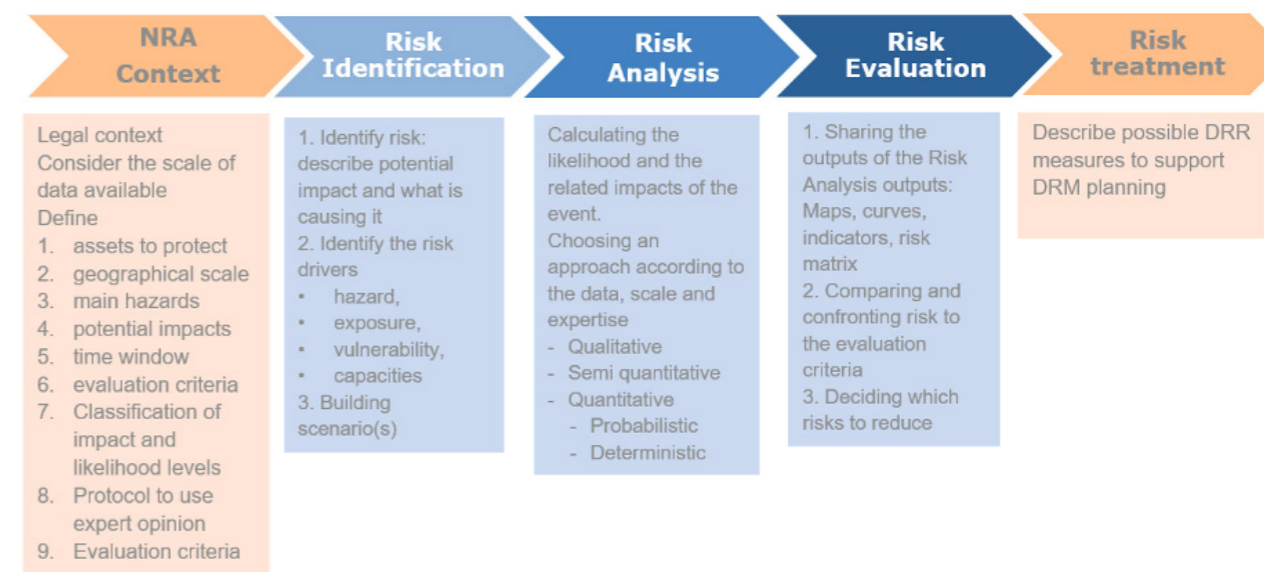 NRA
Context
Risk
Identification
Risk
Analysis
Risk
Evaluation
Risk
treatment
Legal context
Consider the scale of
data available
Define
1. assets to protect
2. geographical scale
3. main hazards
4. potential impacts
5. time window
6. evaluation criteria
7. Classification of
impact and
likelihood levels
8. Protocol to use
expert opinion
9. Evaluation criteria
1. Identify risk:
describe potential
impact and what is
causing it
2. Identify the risk
drivers
• hazard,
• exposure,
• vulnerability,
• capacities
3. Building
scenario(s)
Calculating the
likelihood and the
related impacts of the
event.
Choosing an
approach according to
the data, scale and
expertise
- Qualitative
- Semi quantitative
- Quantitative
- Probabilistic
- Deterministic
1. Sharing the
outputs of the Risk
Analysis outputs:
Maps, curves,
indicators, risk
matrix
2. Comparing and
confronting risk to
the evaluation
criteria
3. Deciding which
risks to reduce
Describe possible DRR
measures to support
DRM planning